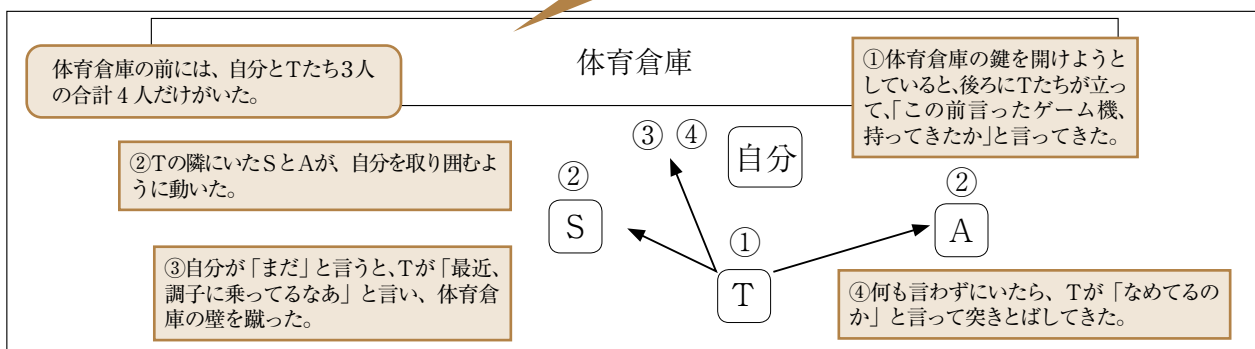 体育倉庫の前には、自分とTたち3人
の合計4人だけがいた。
体育倉庫
①体育倉庫の鍵を開けようと
していると、後ろにTたちが立っ
て、「この前言ったゲーム機、
持ってきたか」と言ってきた。
②Tの隣にいたSとAが、自分を取り囲むよ
うに動いた。
③ ④
自分
②
S
②
A
①
T
③自分が「まだ」と言うと、Tが「最近、
調子に乗ってるなあ」と言い、体育倉
庫の壁を蹴った。
④何も言わずにいたら、Tが「なめてるの
か」と言って突きとばしてきた。